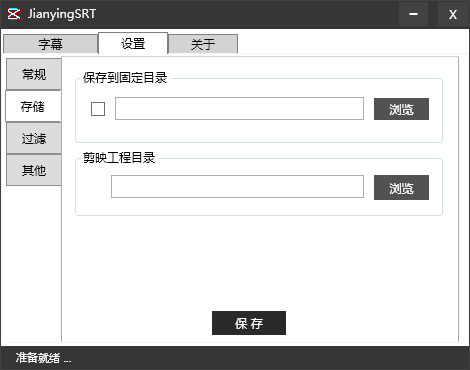 JianyingSRT
字幕 设置 关于
常规
存储
过滤
其他
保存到固定目录
浏览
剪映工程目录
浏览
保存
准备就绪 ...